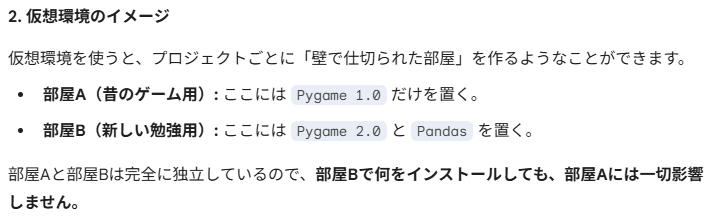 2. 仮想環境のイメージ
仮想環境を使うと、プロジェクトごとに「壁で仕切られた部屋」を作るようなことができます。
• 部屋A（昔のゲーム用）: ここには Pygame 1.0 だけを置く。
• 部屋B（新しい勉強用）: ここには Pygame 2.0 と Pandas を置く。
部屋Aと部屋Bは完全に独立しているので、部屋Bで何をインストールしても、部屋Aには一切影響
しません。